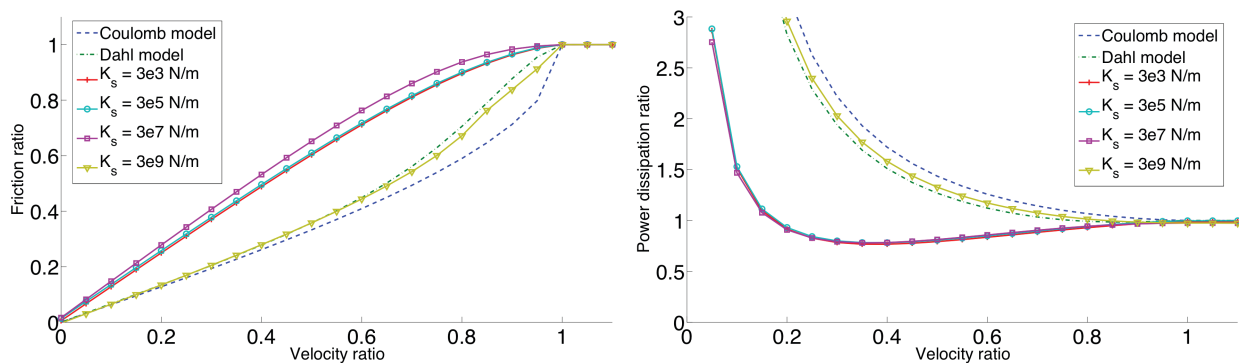 Coulomb model
Dahl model
K_s = 3e3 N/m
K_s = 3e5 N/m
K_s = 3e7 N/m
K_s = 3e9 N/m
1
0.8
0.6
0.4
0.2
0
Friction ratio
0 0.2 0.4 0.6 0.8 1
Velocity ratio
Coulomb model
Dahl model
K_s = 3e3 N/m
K_s = 3e5 N/m
K_s = 3e7 N/m
K_s = 3e9 N/m
3
2.5
2
1.5
1
0.5
0
Power dissipation ratio
0 0.2 0.4 0.6 0.8 1
Velocity ratio